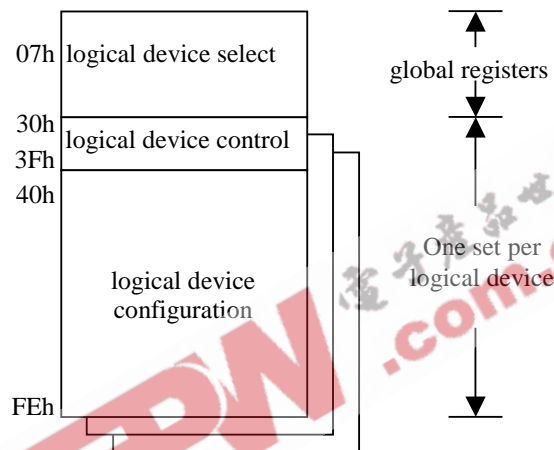 07h logical device select
global registers
30h
logical device control
3Fh
40h
One set per
logical device
logical device
configuration
FEh
.com.